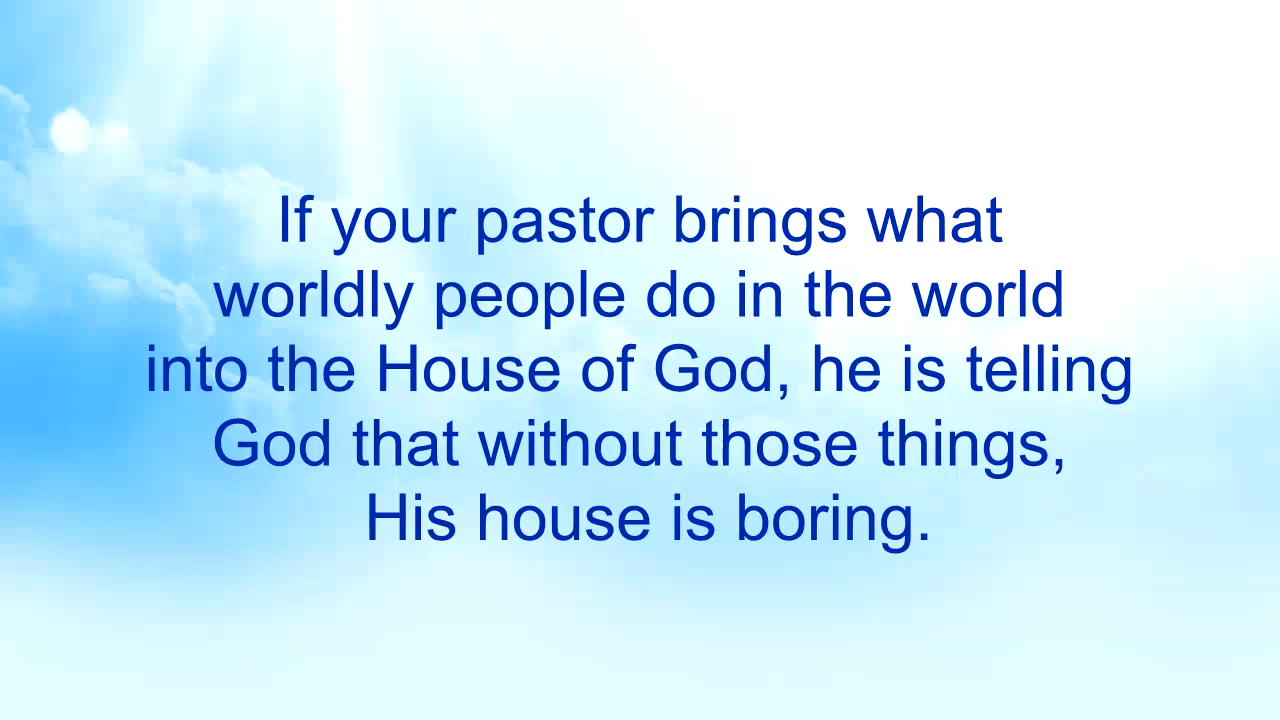 If your pastor brings what
worldly people do in the world
into the House of God, he is telling
God that without those things,
His house is boring.